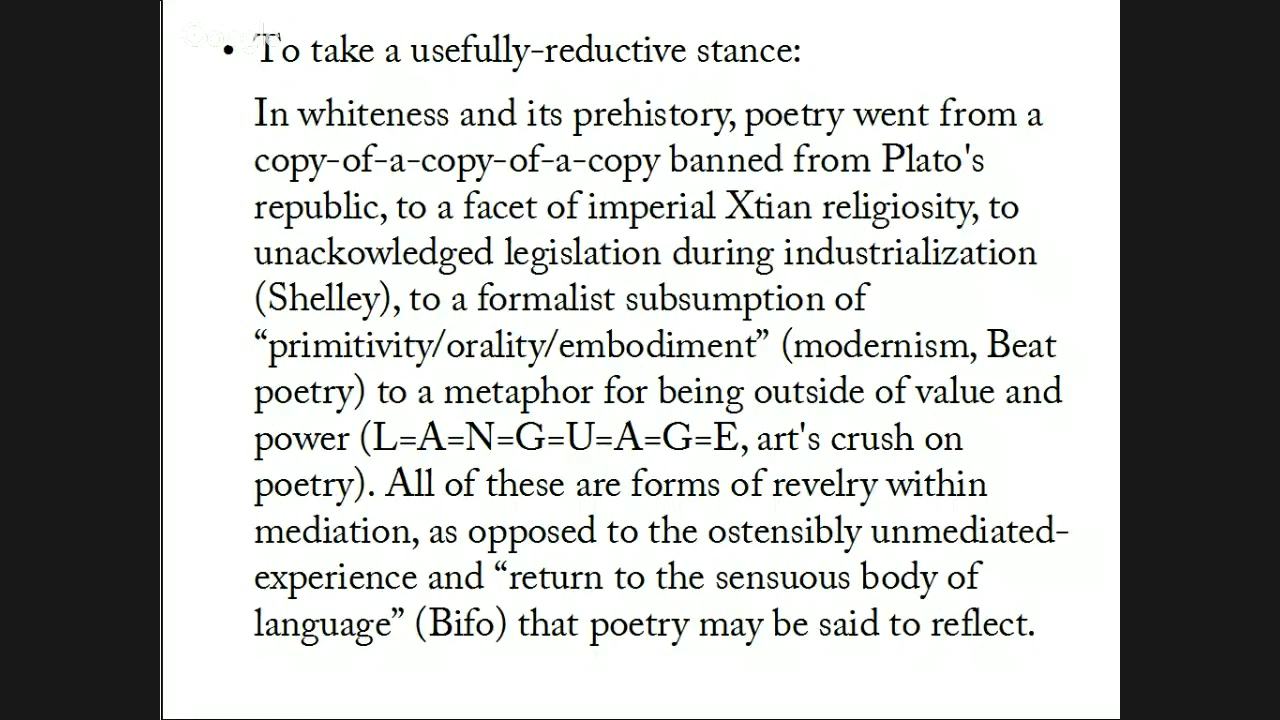 Google
• To take a usefully-reductive stance:
In whiteness and its prehistory, poetry went from a
copy-of-a-copy-of-a-copy banned from Plato's
republic, to a facet of imperial Xtian religiosity, to
unackowledged legislation during industrialization
(Shelley), to a formalist subsumption of
“primitivity/orality/embodiment” (modernism, Beat
poetry) to a metaphor for being outside of value and
power (L=A=N=G=U=A=G=E, art's crush on
poetry). All of these are forms of revelry within
mediation, as opposed to the ostensibly unmediated-
experience and “return to the sensuous body of
language” (Bifo) that poetry may be said to reflect.